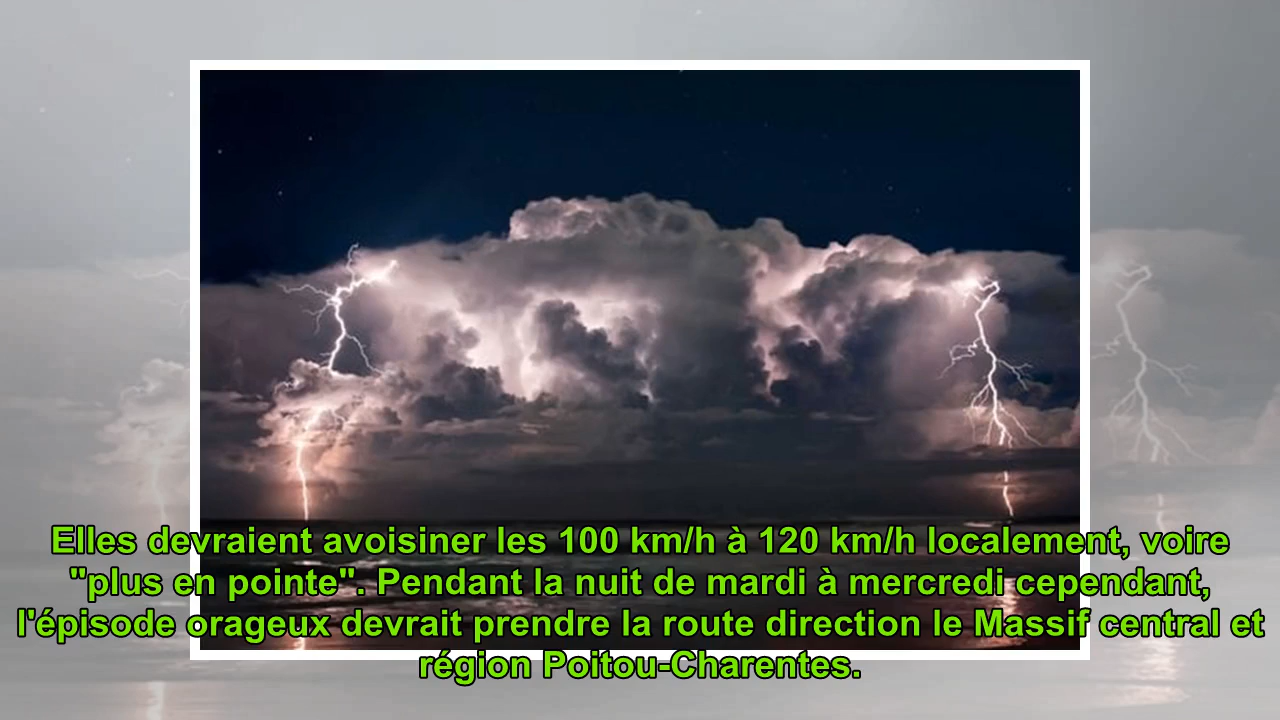 Elles devraient avoisiner les 100 km/h à 120 km/h localement, voire
"plus en pointe". Pendant la nuit de mardi à mercredi cependant,
l'épisode orageux devrait prendre la route direction le Massif central et
région Poitou-Charentes.